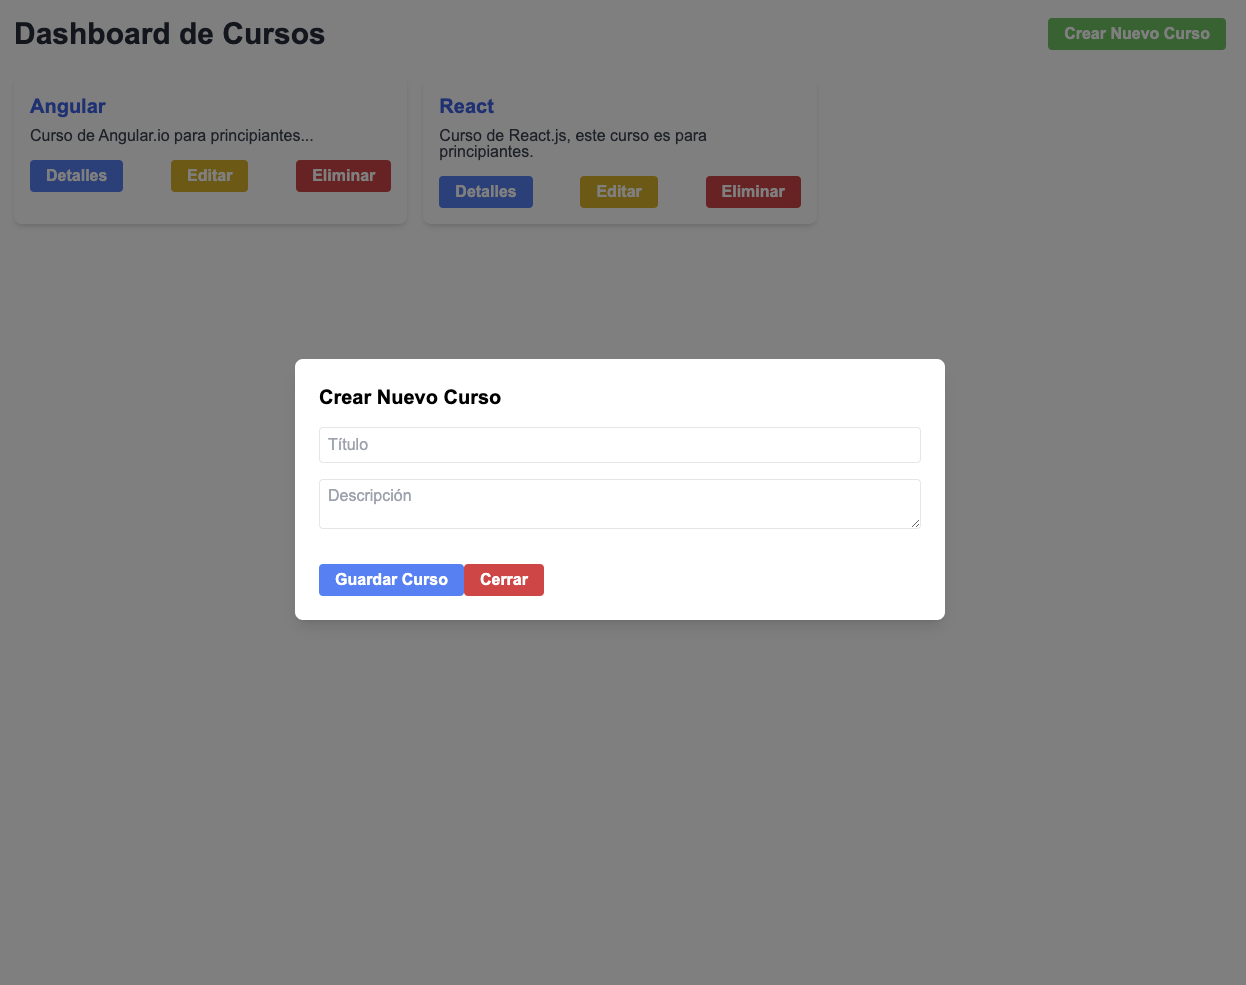 Dashboard de Cursos
Crear Nuevo Curso
Angular
Curso de Angular.io para principiantes...
Detalles
Editar
Eliminar
React
Curso de React.js, este curso es para
principiantes.
Detalles
Editar
Eliminar
Crear Nuevo Curso
Título
Descripción
Guardar Curso
Cerrar